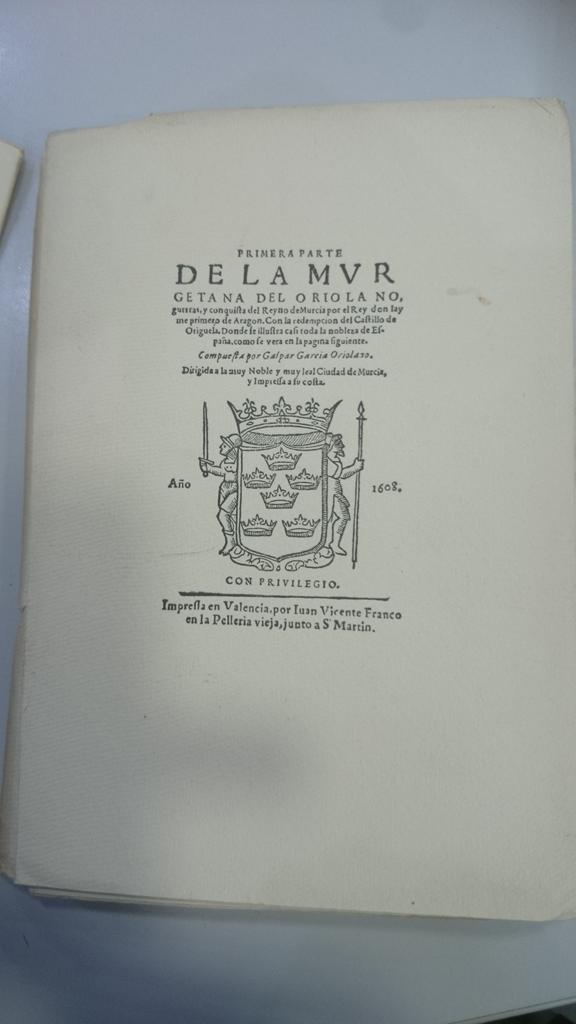 PRIMERA PARTE
DE LA MVR
GETANA DEL ORIOLANO,
guerras, y conquista del Reyno de Murcia por el Rey don Iay
me primero de Aragon. Con la redempcion del Castillo de
Origuela. Donde se illustra casi toda la nobleza de Es-
paña, como se vera en la pagina siguiente.
Compuesta por Gaspar Garcia Oriolano.
Dirigida a la muy Noble y muy leal Ciudad de Murcia,
y Impressa a su costa.
Año 1608.
CON PRIVILEGIO.
Impressa en Valencia, por Iuan Vicente Franco
en la Pelleria vieja, junto a S. Martin.